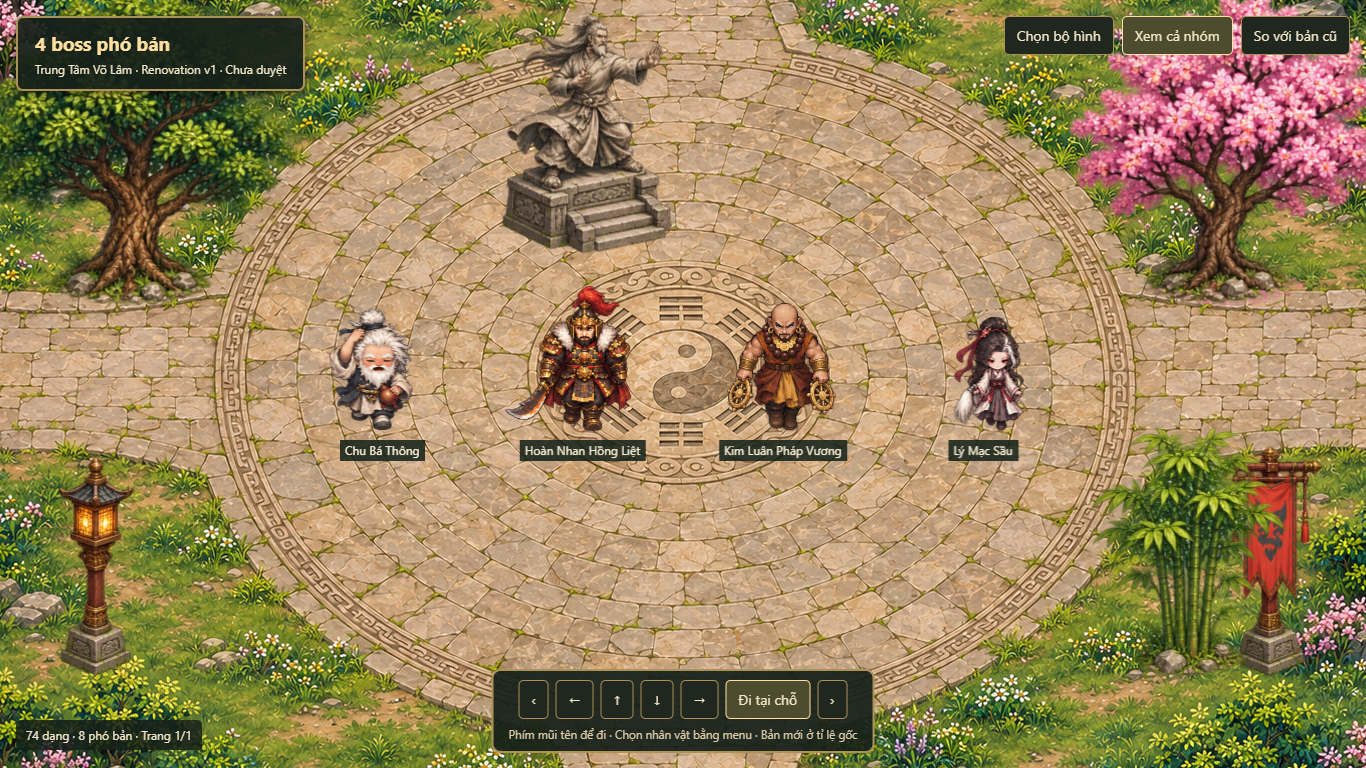 4 boss phó bản
Trung Tâm Võ Lâm · Renovation v1 · Chưa duyệt
Chọn bộ hình
Xem cả nhóm
So với bản cũ
Chu Bá Thông
Hoàn Nhan Hồng Liệt
Kim Luân Pháp Vương
Lý Mạc Sầu
‹ ← ↑ ↓ → Đi tại chỗ ›
Phím mũi tên để đi · Chọn nhân vật bằng menu · Bản mới ở tỉ lệ gốc
74 dạng · 8 phó bản · Trang 1/1